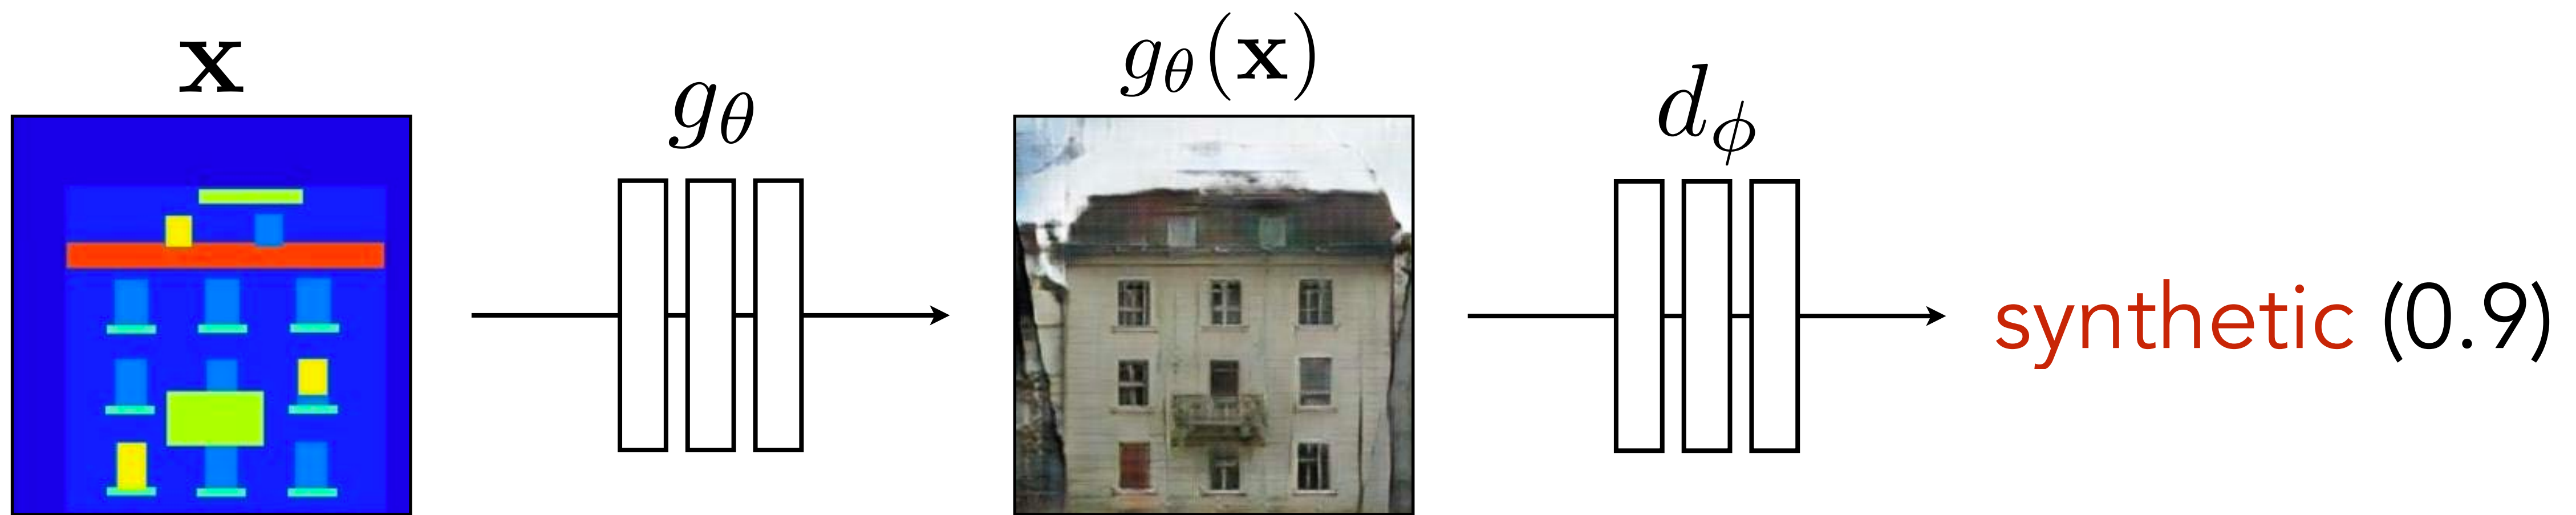 x
g_θ
g_θ(x)
d_ϕ
synthetic (0.9)